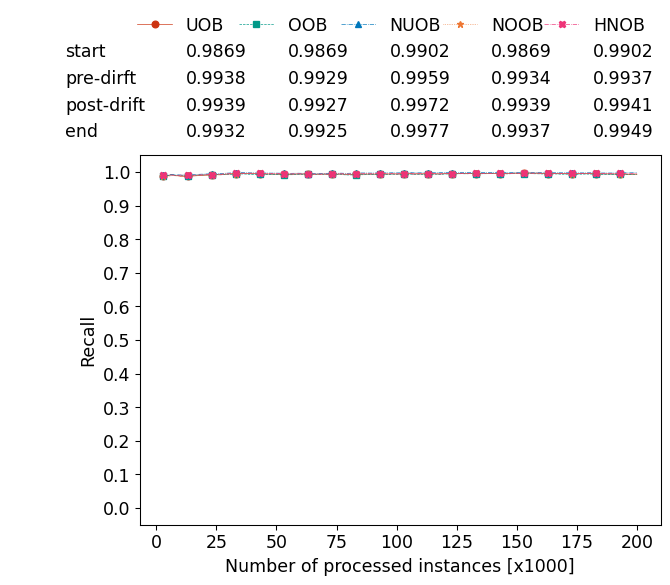 UOB OOB NUOB NOOB HNOB
start 0.9869 0.9869 0.9902 0.9869 0.9902
pre-dirft 0.9938 0.9929 0.9959 0.9934 0.9937
post-drift 0.9939 0.9927 0.9972 0.9939 0.9941
end 0.9932 0.9925 0.9977 0.9937 0.9949
1.0
0.9
0.8
0.7
0.6
0.5
0.4
0.3
0.2
0.1
0.0
Recall
0 25 50 75 100 125 150 175 200
Number of processed instances [x1000]